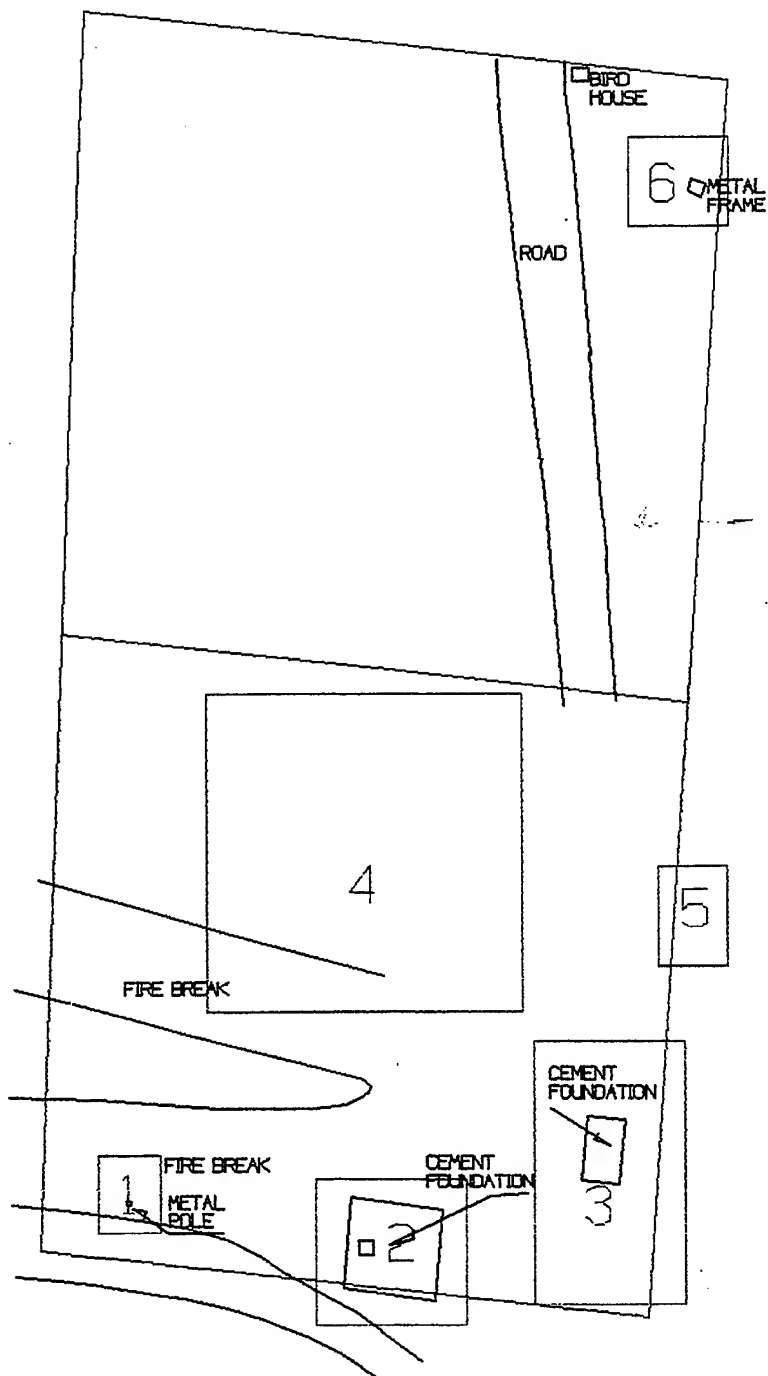 BIRD
HOUSE
6
METAL
FRAME
ROAD
4
5
FIRE BREAK
CEMENT
FOUNDATION
3
FIRE BREAK
1
METAL
POLE
CEMENT
FOUNDATION
2